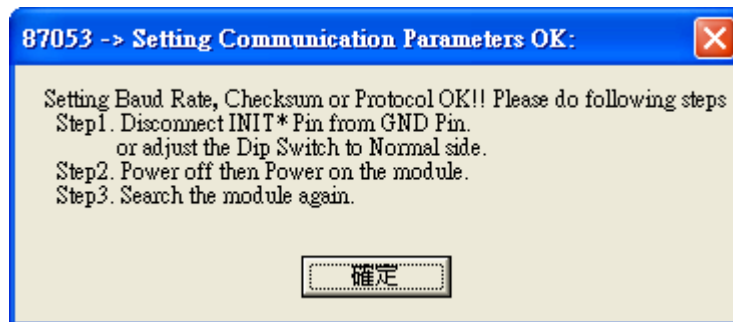 87053 -> Setting Communication Parameters OK:
Setting Baud Rate, Checksum or Protocol OK!! Please do following steps
Step1. Disconnect INIT* Pin from GND Pin.
or adjust the Dip Switch to Normal side.
Step2. Power off then Power on the module.
Step3. Search the module again.
確定